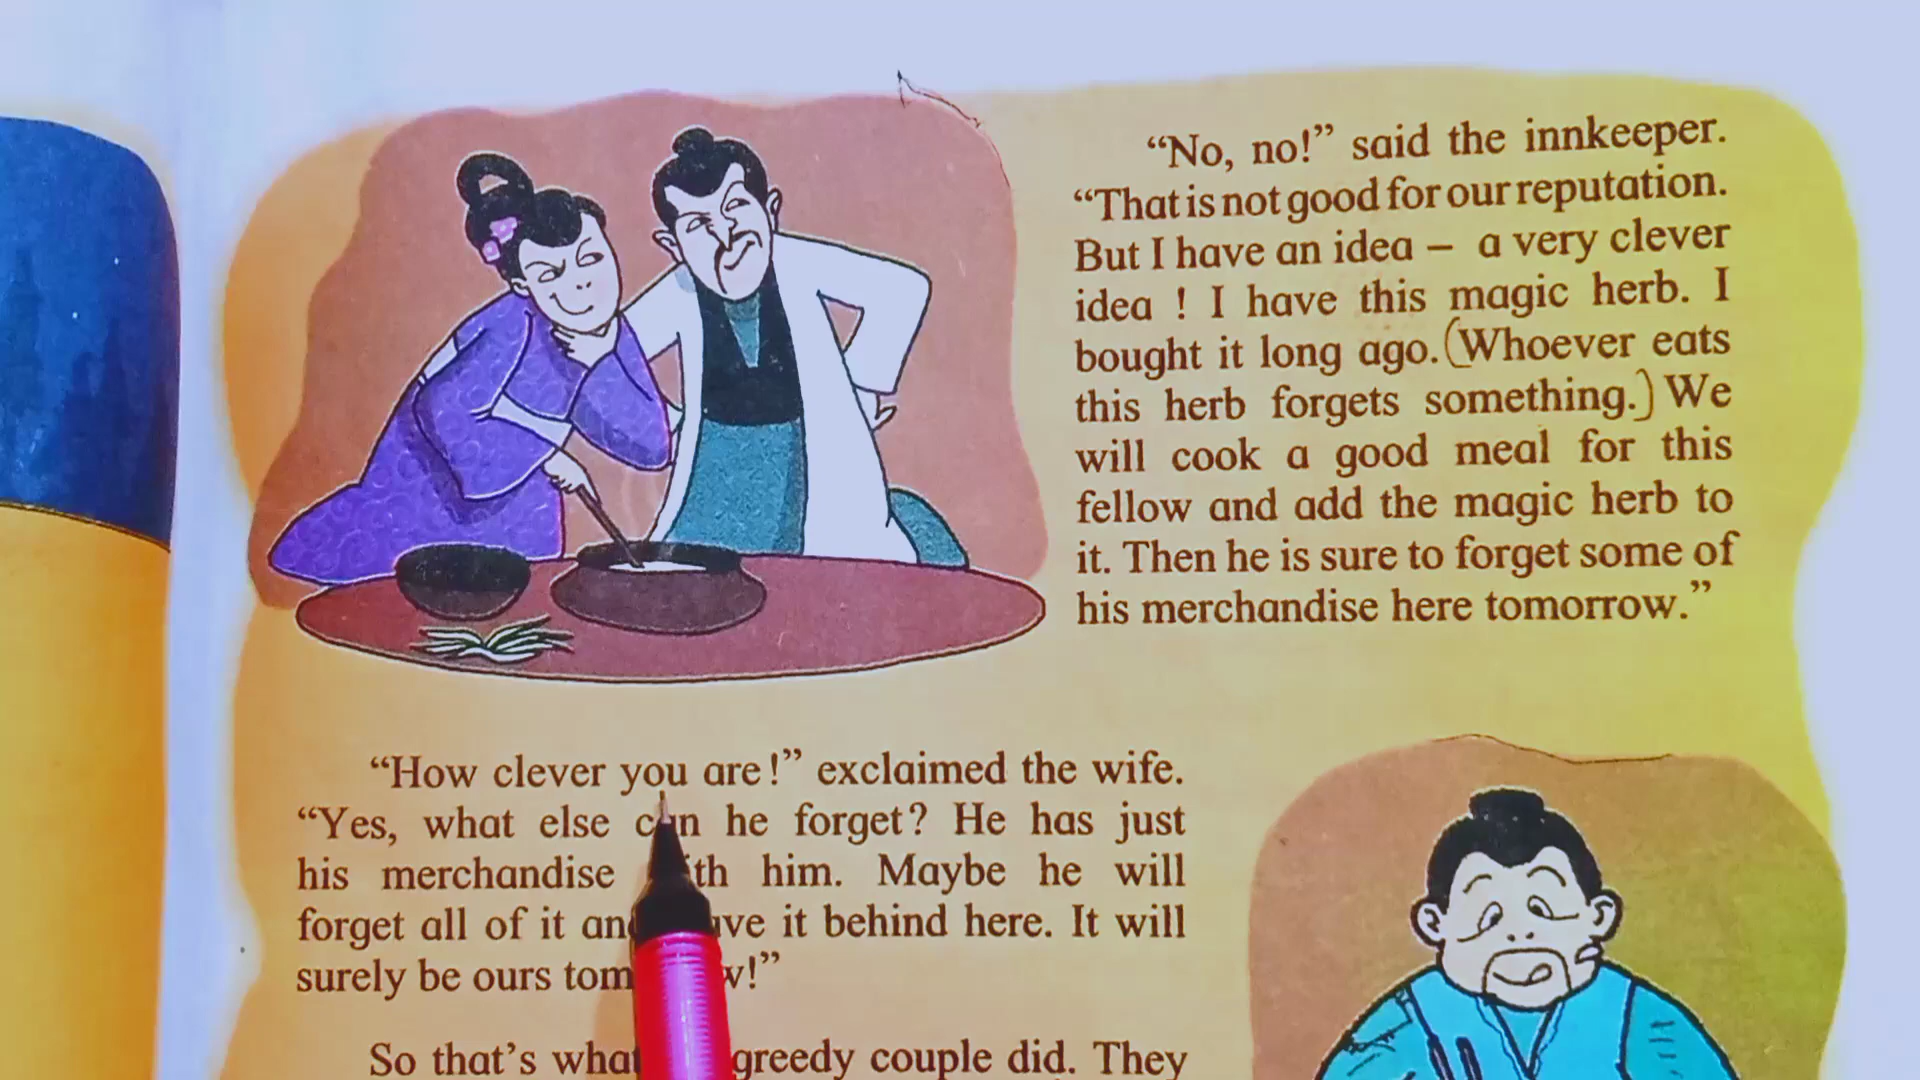 “No, no!” said the innkeeper.
“That is not good for our reputation.
But I have an idea – a very clever
idea ! I have this magic herb. I
bought it long ago. (Whoever eats
this herb forgets something.) We
will cook a good meal for this
fellow and add the magic herb to
it. Then he is sure to forget some of
his merchandise here tomorrow.”
“How clever you are!” exclaimed the wife.
“Yes, what else can he forget? He has just
his merchandise him. Maybe he will
forget all of it it behind here. It will
surely be ours
So that’s what greedy couple did. They